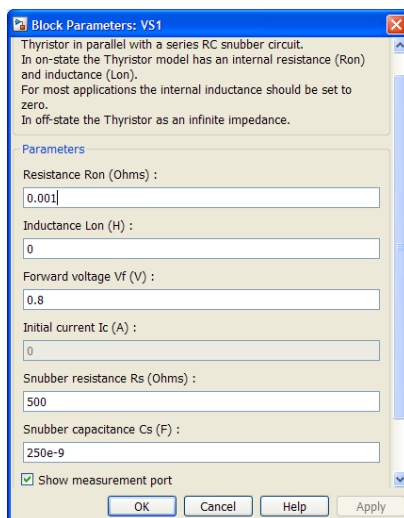 Block Parameters: VS1
Thyristor in parallel with a series RC snubber circuit.
In on-state the Thyristor model has an internal resistance (Ron)
and inductance (Lon).
For most applications the internal inductance should be set to
zero.
In off-state the Thyristor as an infinite impedance.
Parameters
Resistance Ron (Ohms) :
0.001
Inductance Lon (H) :
0
Forward voltage Vf (V) :
0.8
Initial current Ic (A) :
0
Snubber resistance Rs (Ohms) :
500
Snubber capacitance Cs (F) :
250e-9
Show measurement port
OK Cancel Help Apply